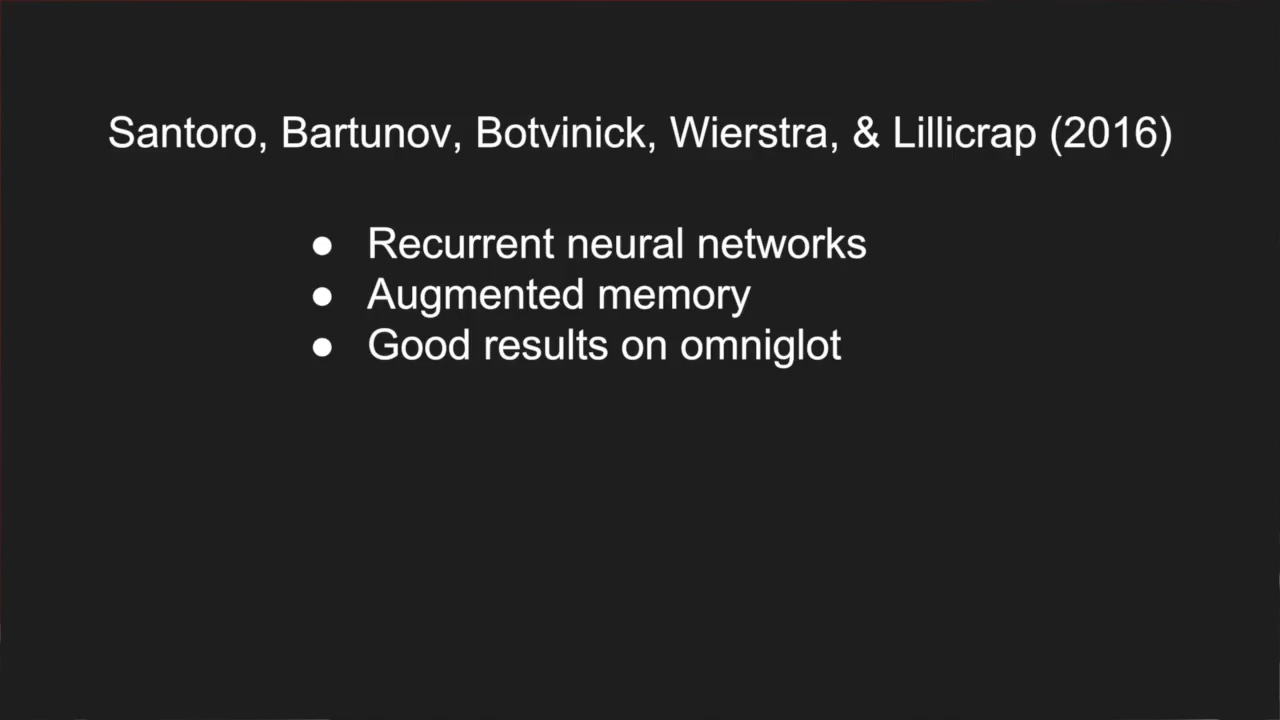 Santoro, Bartunov, Botvinick, Wierstra, & Lillicrap (2016)
● Recurrent neural networks
● Augmented memory
● Good results on omniglot